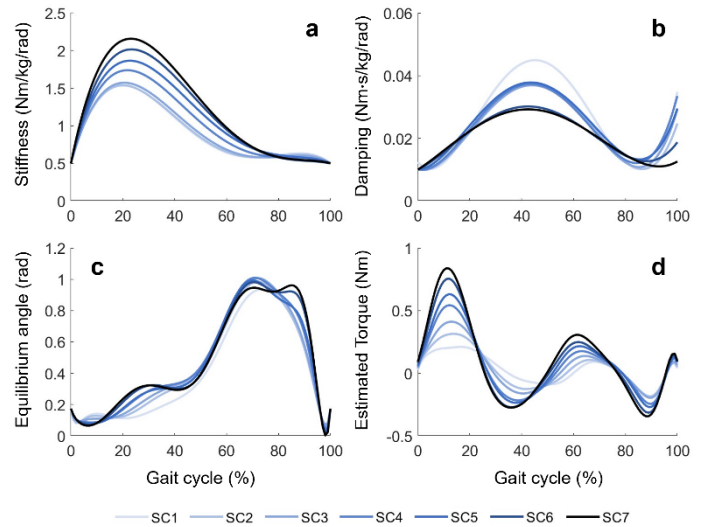 a
Stiffness (Nm/kg/rad)
2.5
2
1.5
1
0.5
0
0 20 40 60 80 100
b
Damping (Nm·s/kg/rad)
0.06
0.04
0.02
0
0 20 40 60 80 100
c
Equilibrium angle (rad)
1.2
1
0.8
0.6
0.4
0.2
0
0 20 40 60 80 100
Gait cycle (%)
d
Estimated Torque (Nm)
1
0.5
0
-0.5
0 20 40 60 80 100
Gait cycle (%)
SC1 SC2 SC3 SC4 SC5 SC6 SC7